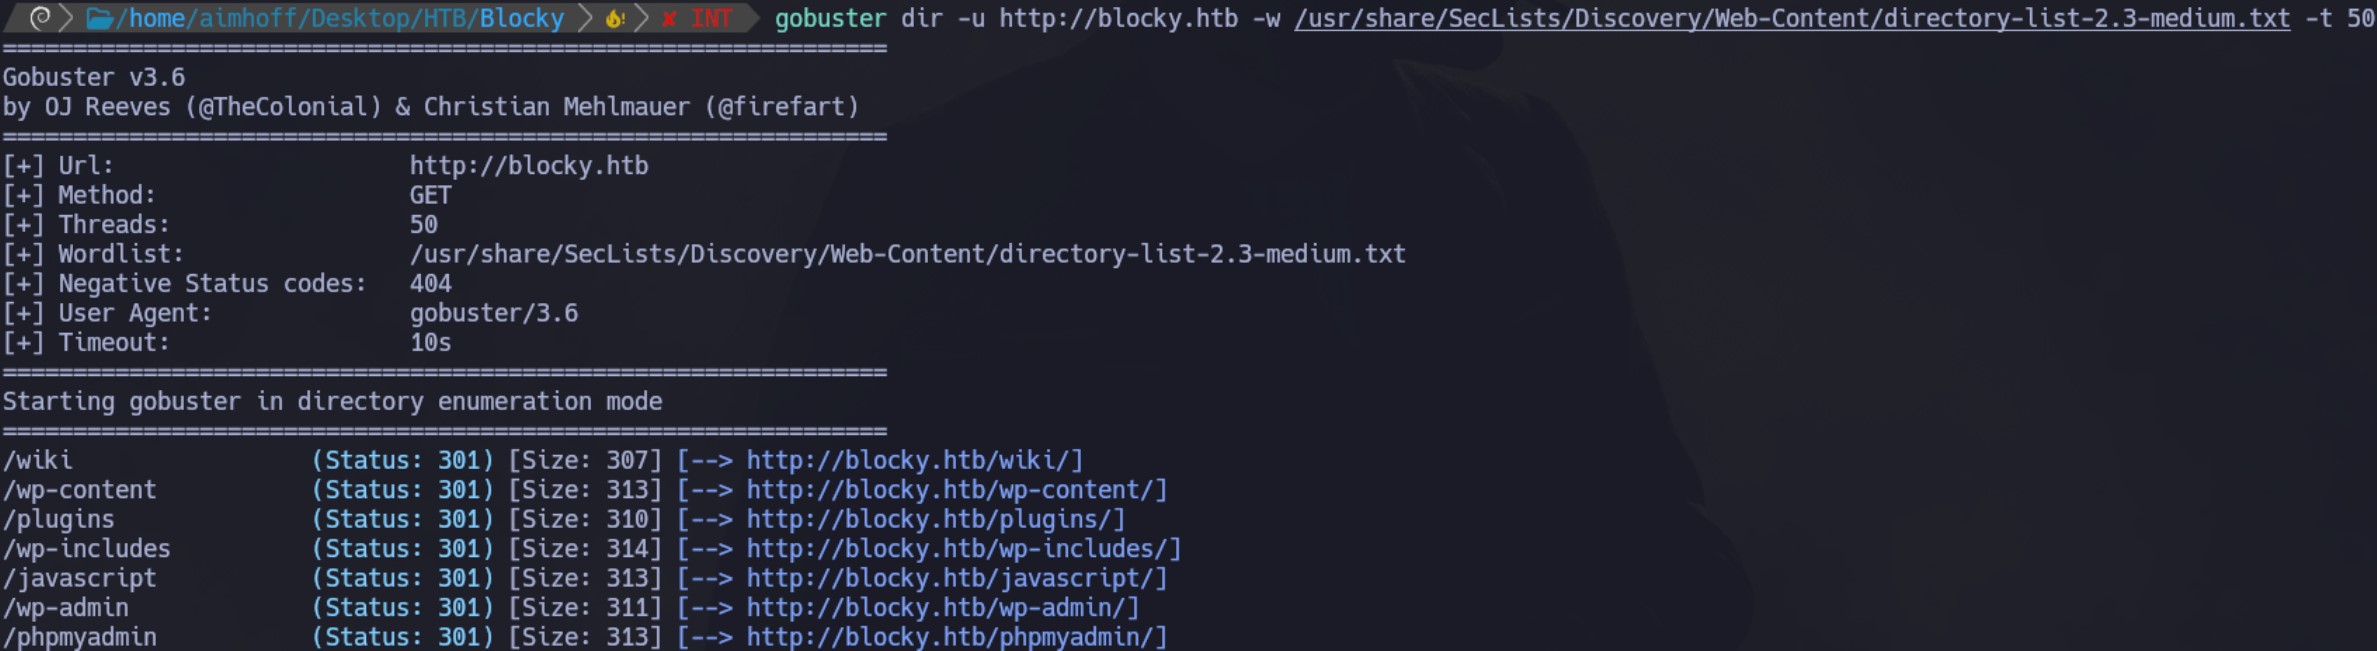 /home/aimhoff/Desktop/HTB/Blocky ✘ INT gobuster dir -u http://blocky.htb -w /usr/share/SecLists/Discovery/Web-Content/directory-list-2.3-medium.txt -t 50
===============================================================
Gobuster v3.6
by OJ Reeves (@TheColonial) & Christian Mehlmauer (@firefart)
===============================================================
[+] Url:                     http://blocky.htb
[+] Method:                  GET
[+] Threads:                 50
[+] Wordlist:                /usr/share/SecLists/Discovery/Web-Content/directory-list-2.3-medium.txt
[+] Negative Status codes:   404
[+] User Agent:              gobuster/3.6
[+] Timeout:                 10s
===============================================================
Starting gobuster in directory enumeration mode
===============================================================
/wiki                 (Status: 301) [Size: 307] [--> http://blocky.htb/wiki/]
/wp-content           (Status: 301) [Size: 313] [--> http://blocky.htb/wp-content/]
/plugins              (Status: 301) [Size: 310] [--> http://blocky.htb/plugins/]
/wp-includes          (Status: 301) [Size: 314] [--> http://blocky.htb/wp-includes/]
/javascript           (Status: 301) [Size: 313] [--> http://blocky.htb/javascript/]
/wp-admin             (Status: 301) [Size: 311] [--> http://blocky.htb/wp-admin/]
/phpmyadmin           (Status: 301) [Size: 313] [--> http://blocky.htb/phpmyadmin/]